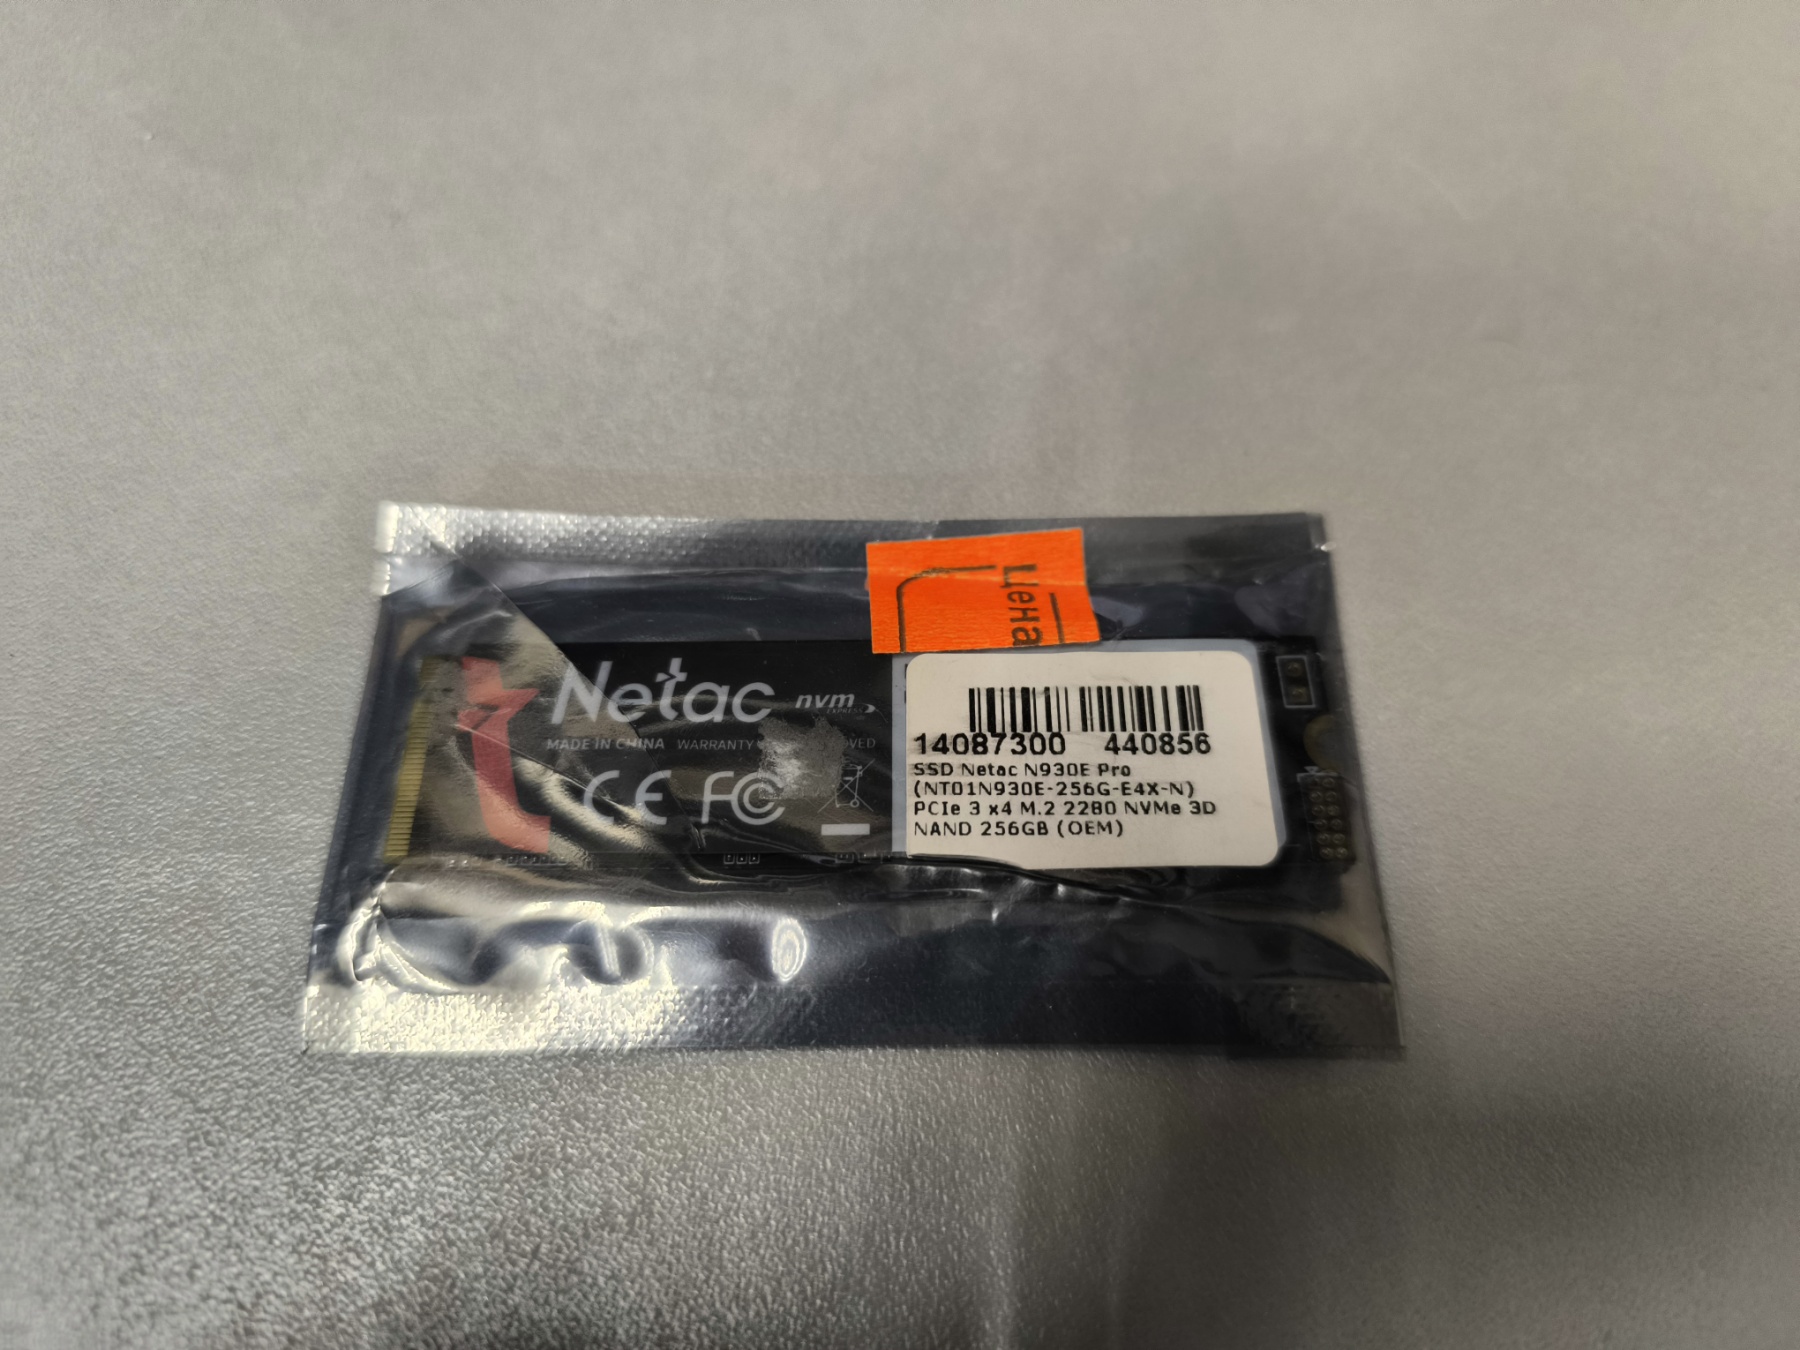 Цена
Netac nvm
EXPRESS
MADE IN CHINA WARRANTY
CE FC
14087300 440856
SSD Netac N930E Pro
(NT01N930E-256G-E4X-N)
PCIe 3 x4 M.2 2280 NVMe 3D
NAND 256GB (OEM)